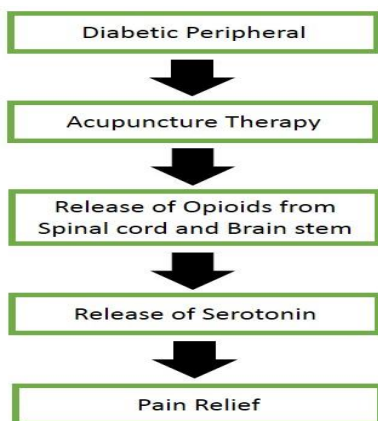 Diabetic Peripheral
Acupuncture Therapy
Release of Opioids from
Spinal cord and Brain stem
Release of Serotonin
Pain Relief